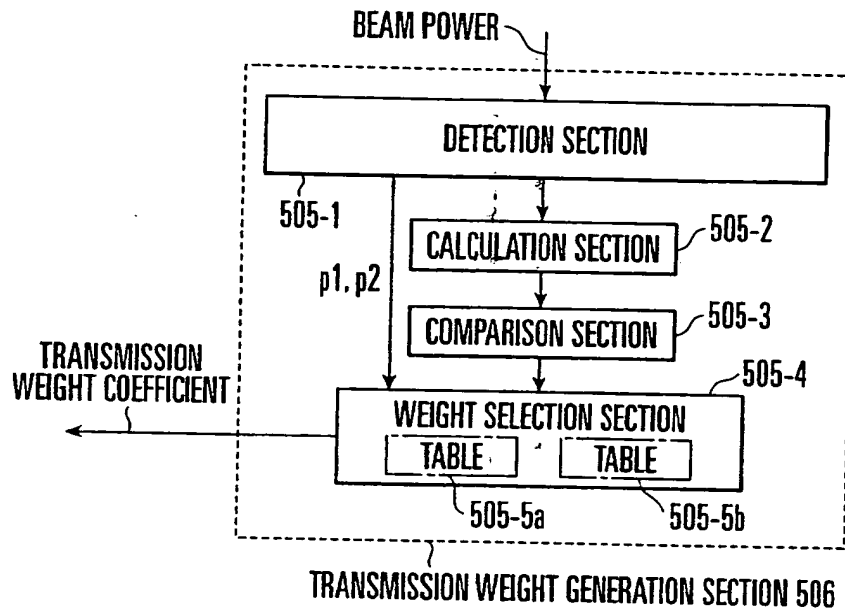 BEAM POWER
DETECTION SECTION
505-1
CALCULATION SECTION
505-2
p1, p2
COMPARISON SECTION
505-3
TRANSMISSION
WEIGHT COEFFICIENT
505-4
WEIGHT SELECTION SECTION
TABLE
TABLE
505-5a
505-5b
TRANSMISSION WEIGHT GENERATION SECTION 506